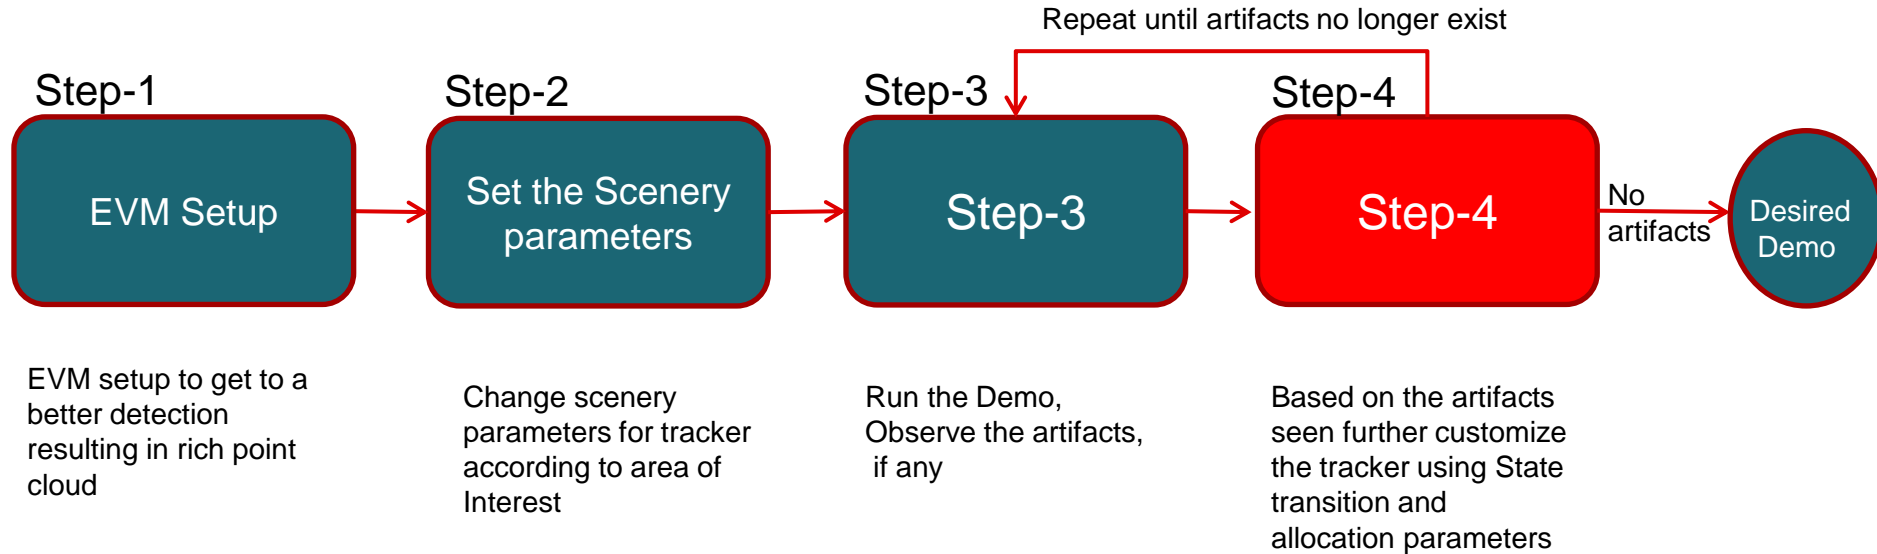 Repeat until artifacts no longer exist
Step-1
Step-2
Step-3
Step-4
EVM Setup
Set the Scenery
parameters
Step-3
Step-4
No
artifacts
Desired
Demo
EVM setup to get to a
better detection
resulting in rich point
cloud
Change scenery
parameters for tracker
according to area of
Interest
Run the Demo,
Observe the artifacts,
if any
Based on the artifacts
seen further customize
the tracker using State
transition and
allocation parameters